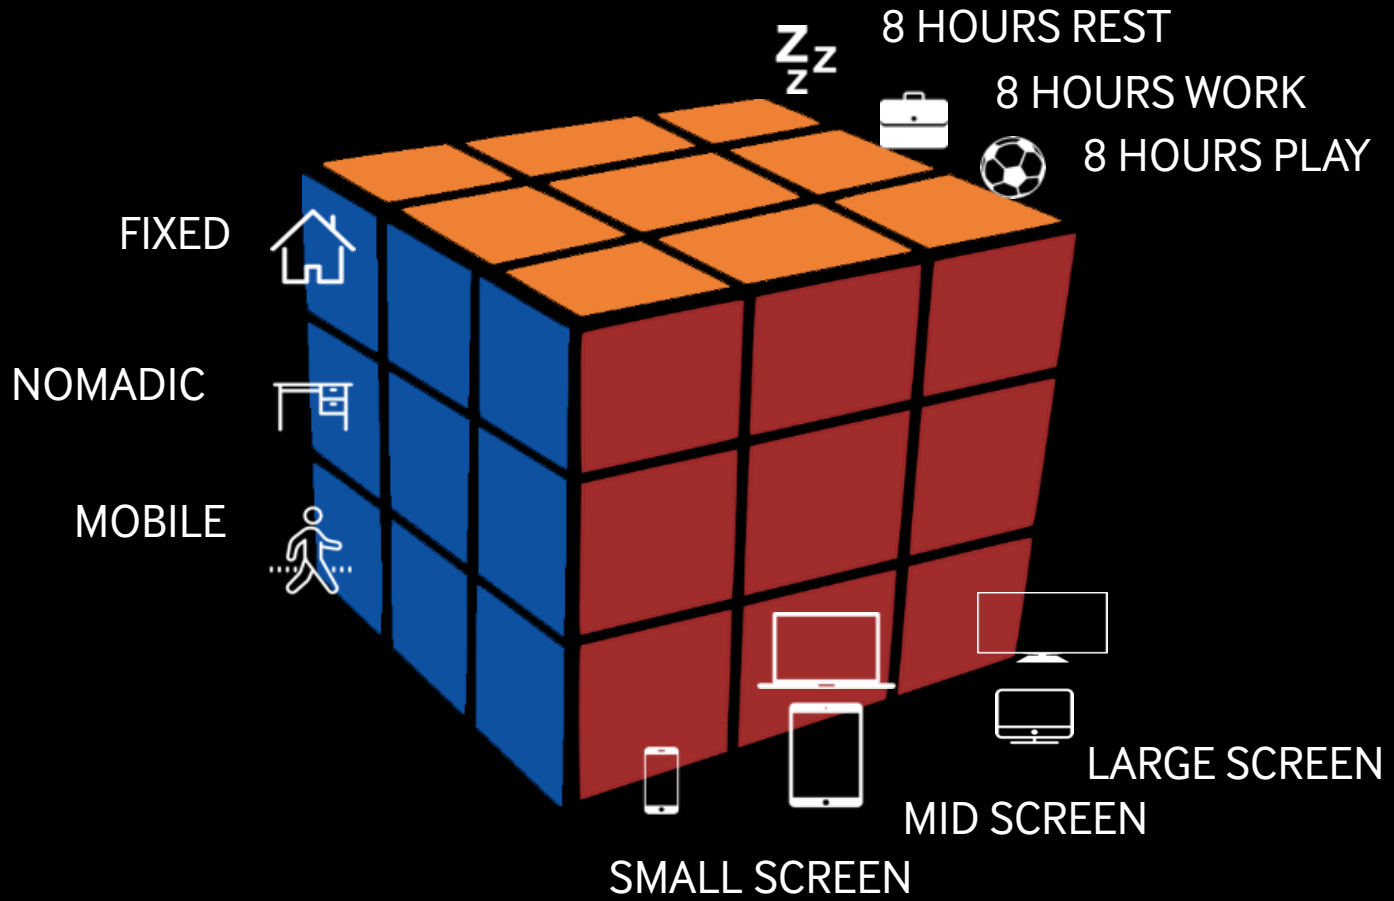 8 HOURS REST
8 HOURS WORK
8 HOURS PLAY
FIXED
NOMADIC
MOBILE
LARGE SCREEN
MID SCREEN
SMALL SCREEN